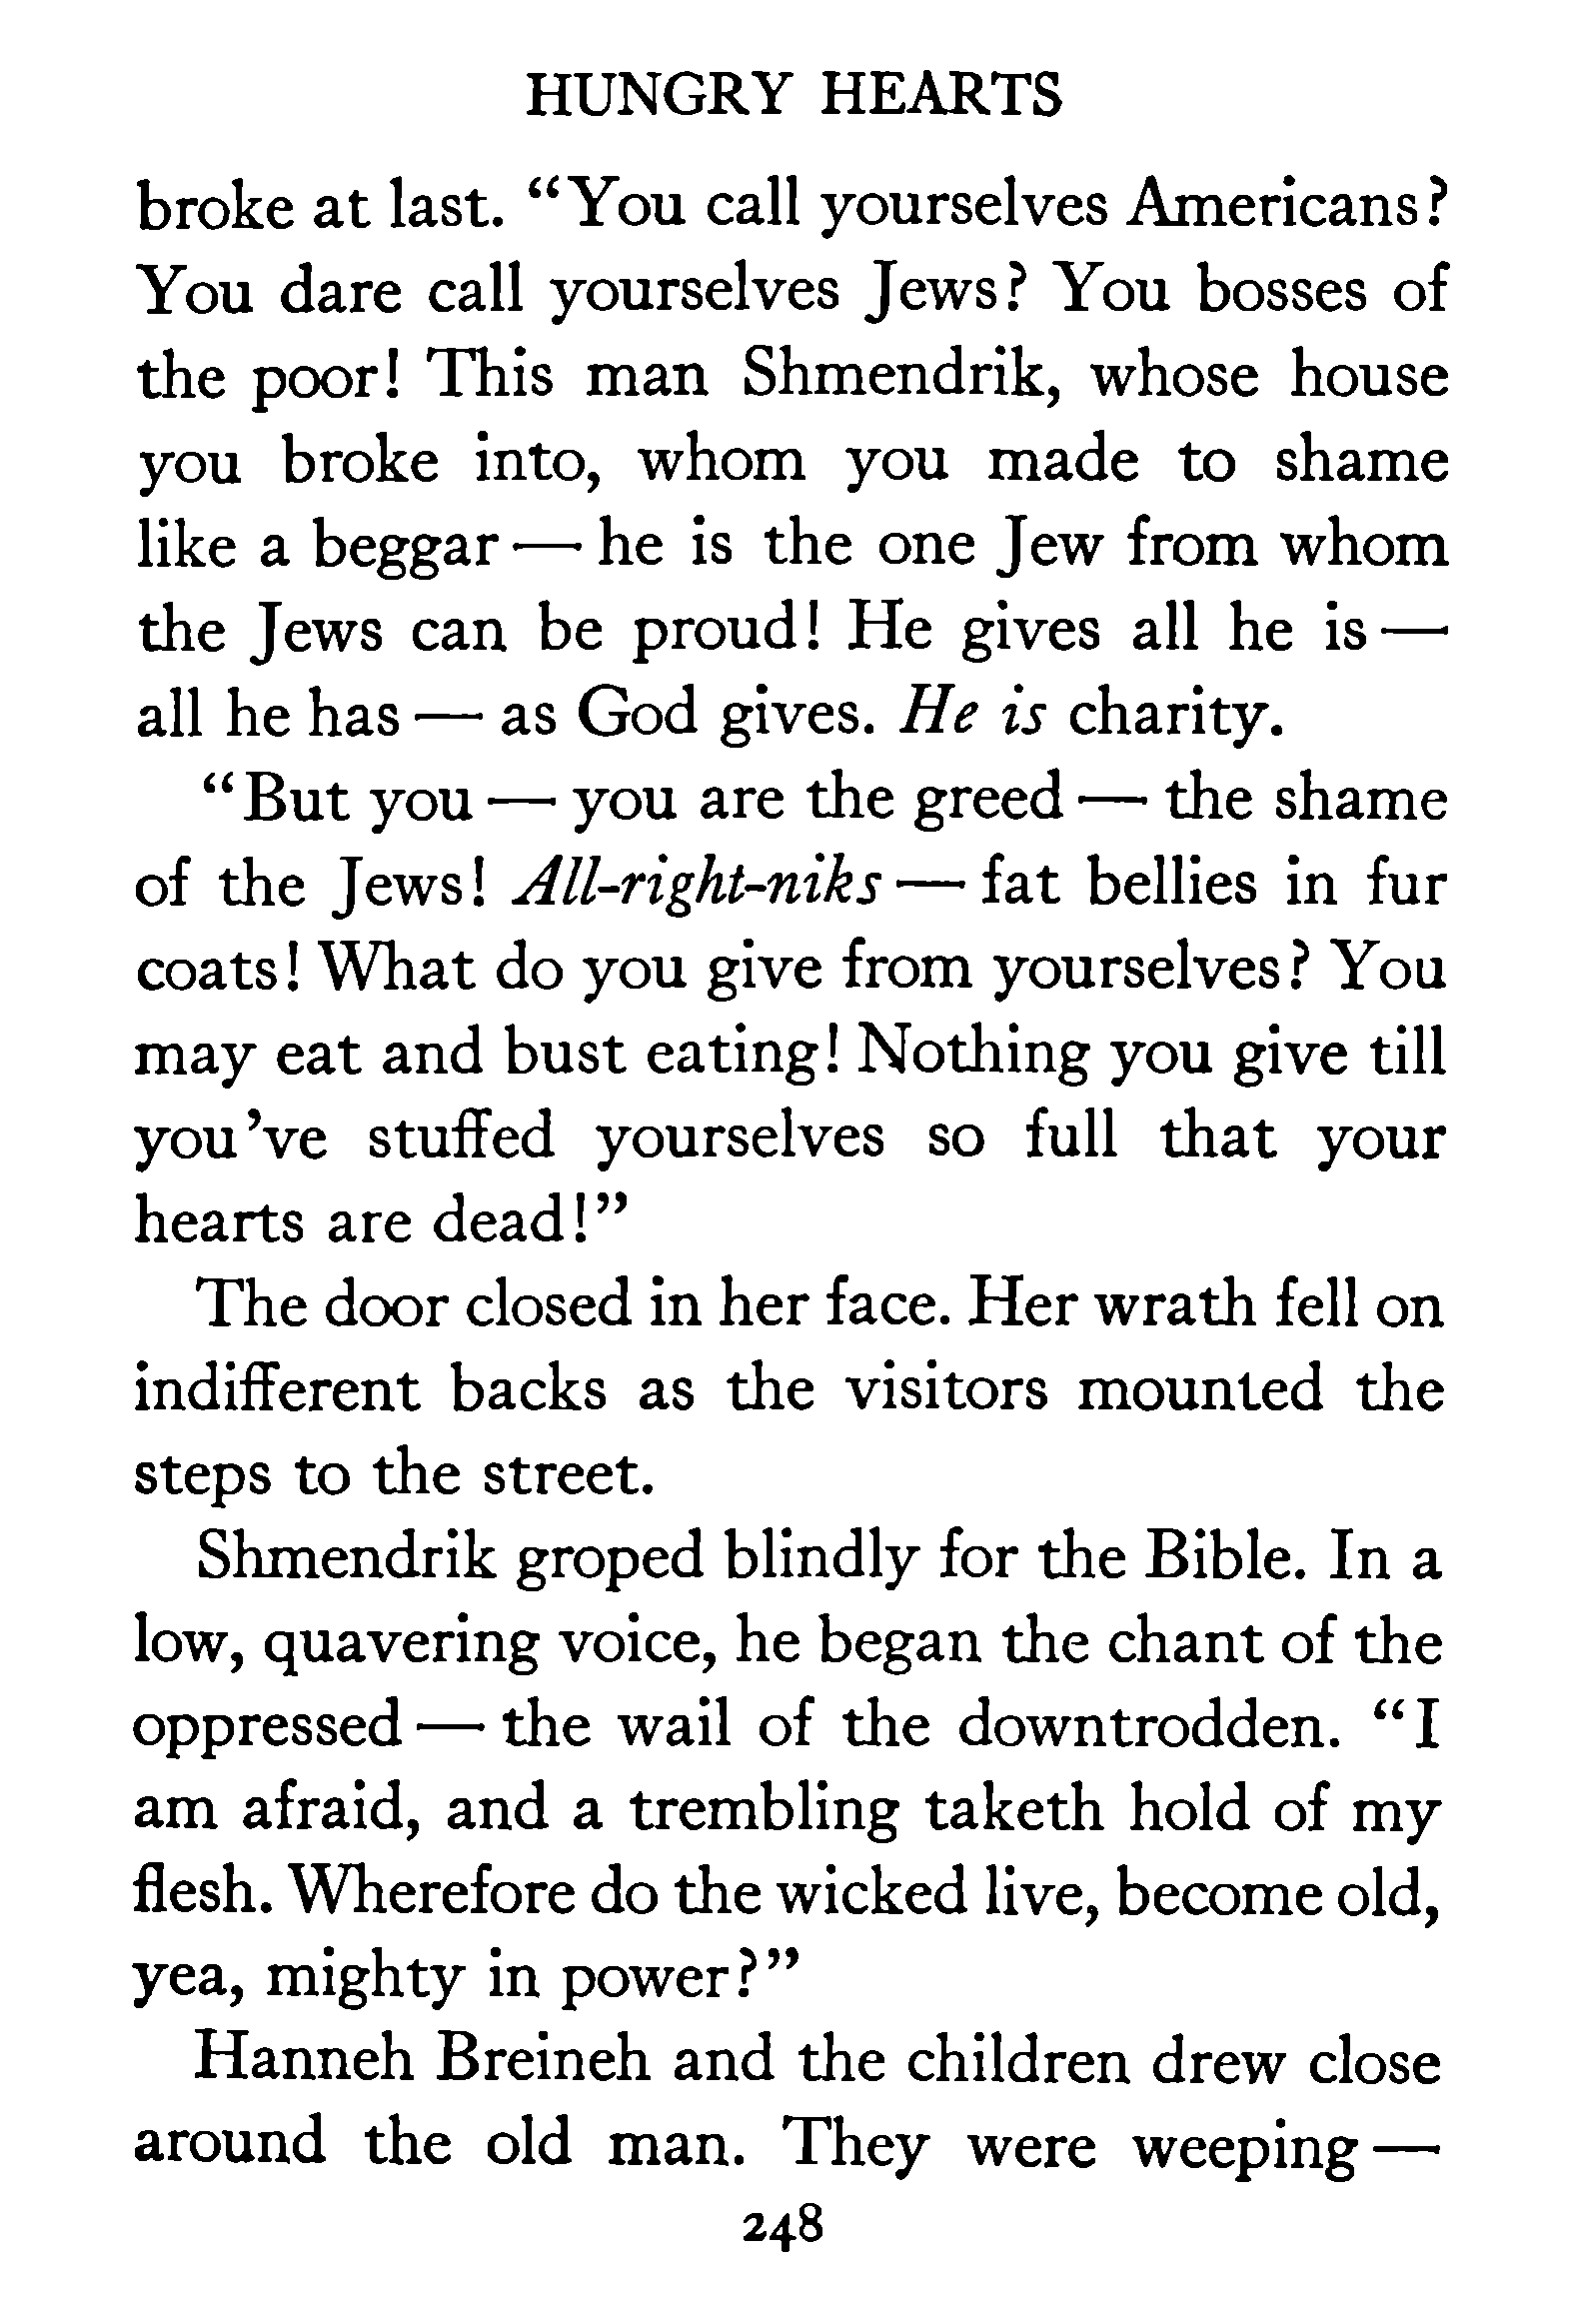 HUNGRY HEARTS
broke at last. “You call yourselves Americans?
You dare call yourselves Jews? You bosses of
the poor! This man Shmendrik, whose house
you broke into, whom you made to shame
like a beggar — he is the one Jew from whom
the Jews can be proud! He gives all he is —
all he has — as God gives. He is charity.
“But you — you are the greed — the shame
of the Jews! All-right-niks — fat bellies in fur
coats! What do you give from yourselves? You
may eat and bust eating! Nothing you give till
you 've stuffed yourselves so full that your
hearts are dead!”
The door closed in her face. Her wrath fell on
indifferent backs as the visitors mounted the
steps to the street.
Shmendrik groped blindly for the Bible. In a
low, quavering voice, he began the chant of the
oppressed — the wail of the downtrodden. “I
am afraid, and a trembling taketh hold of my
flesh. Wherefore do the wicked live, become old,
yea, mighty in power?”
Hanneh Breineh and the children drew close
around the old man. They were weeping —
248